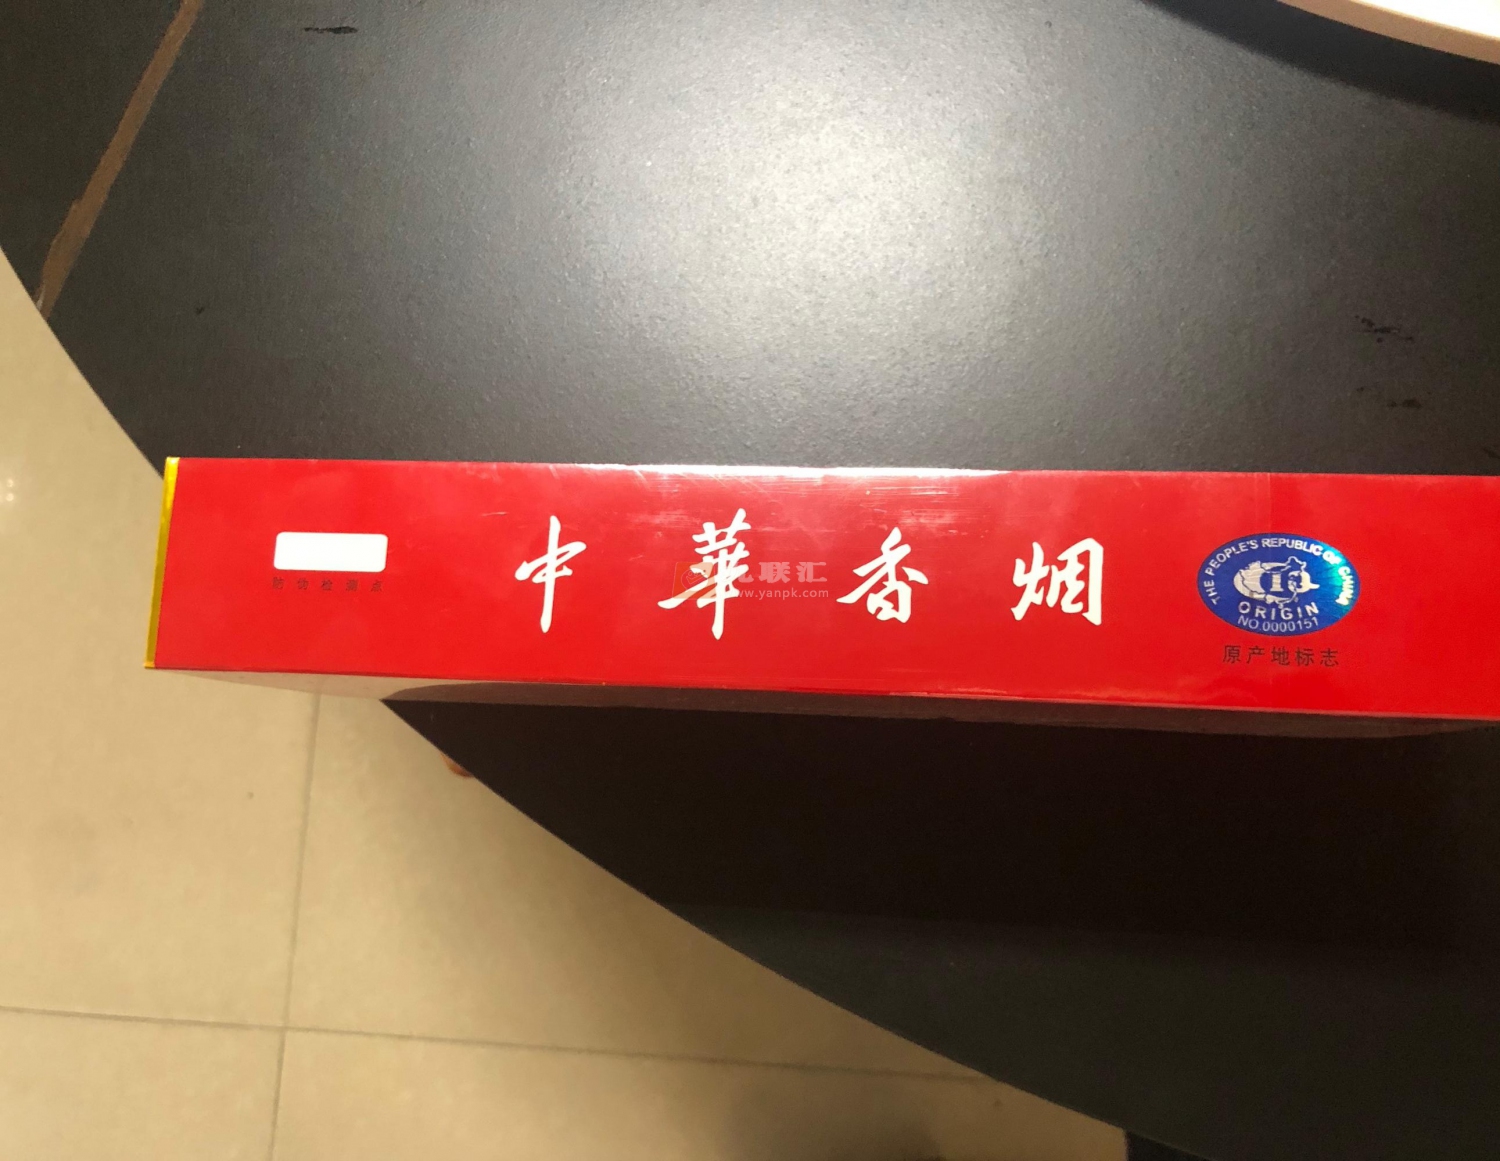 中華香烟
防伪检测点
THE PEOPLE'S REPUBLIC OF CHINA
ORIGIN
NO.0000151
原产地标志
联汇
www.yanpk.com